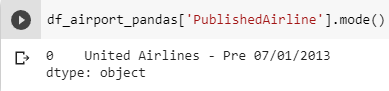 df_airport_pandas['PublishedAirline'].mode()
0    United Airlines - Pre 07/01/2013
dtype: object